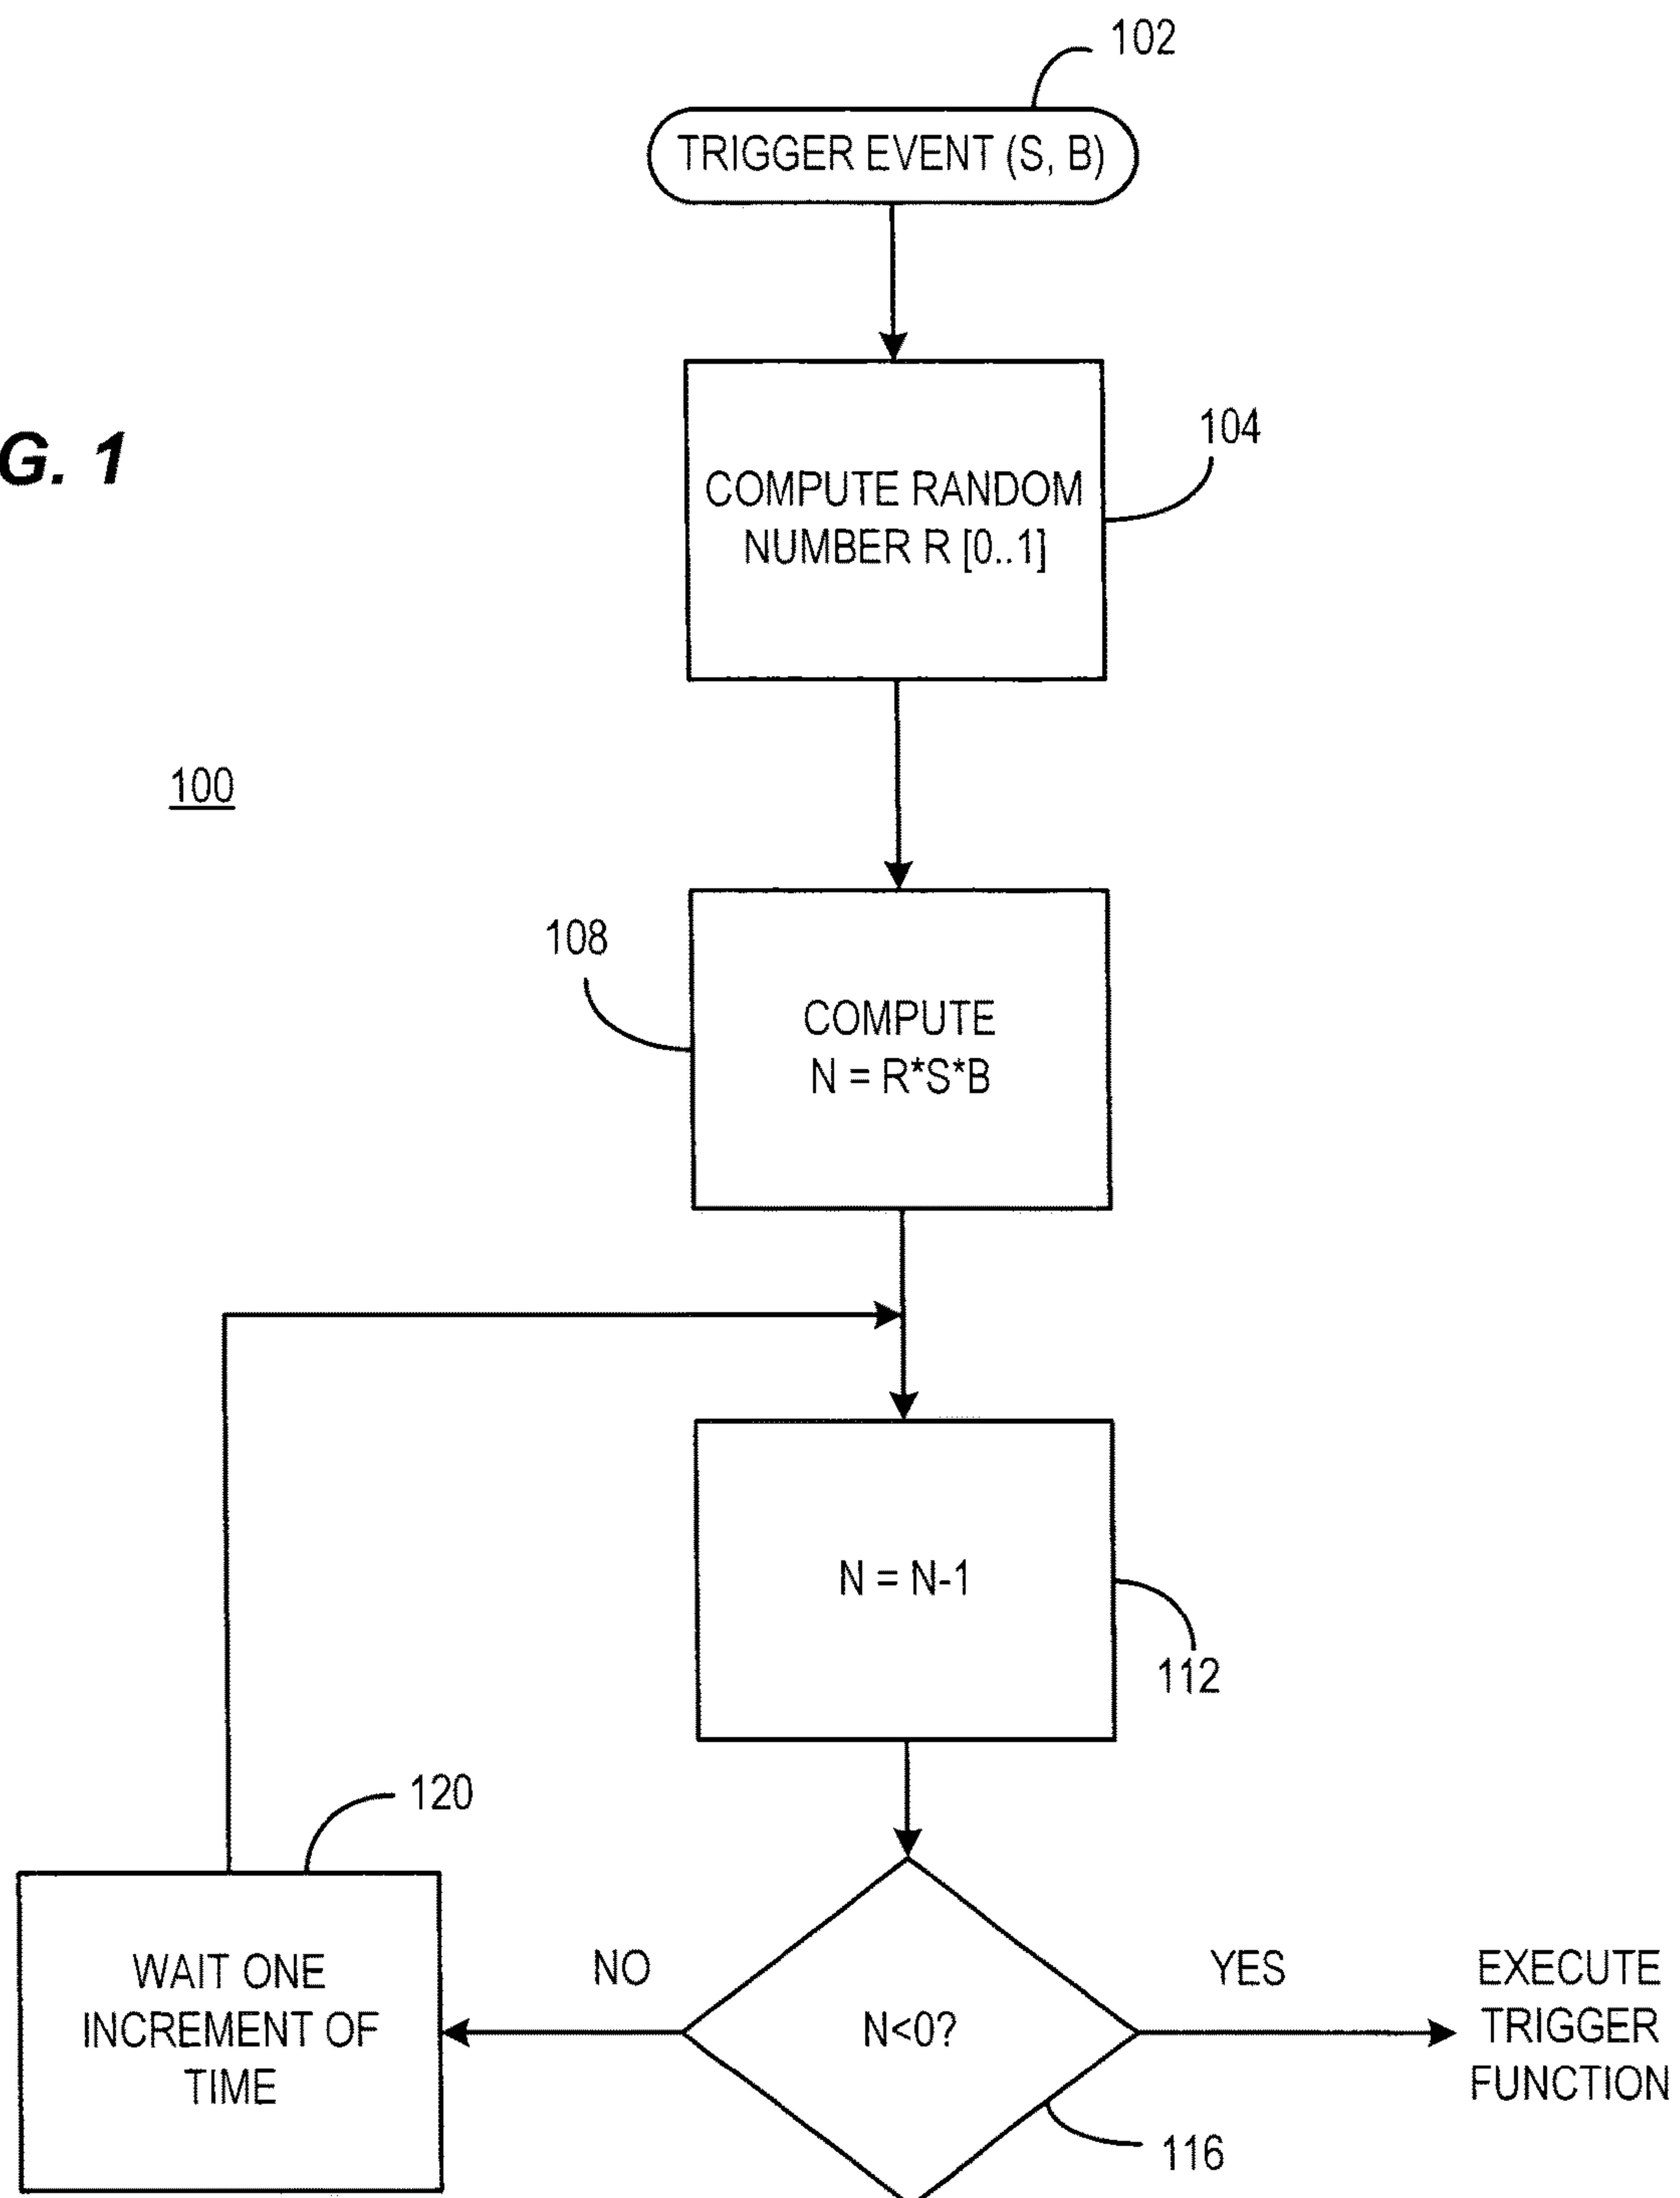 102
TRIGGER EVENT (S, B)
G. 1
104
COMPUTE RANDOM
NUMBER R [0..1]
100
108
COMPUTE
N = R*S*B
N = N-1
112
120
WAIT ONE
INCREMENT OF
TIME
NO
N<0?
YES
EXECUTE
TRIGGER
FUNCTION
116